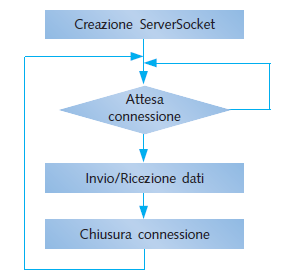 Creazione ServerSocket
Attesa
connessione
Invio/Ricezione dati
Chiusura connessione